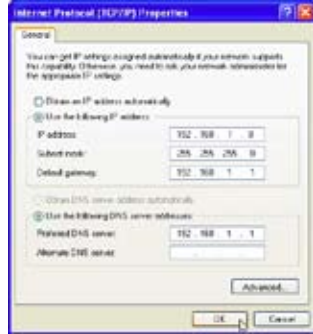 Internet Protocol (TCP/IP) Properties
General
You can get IP settings assigned automatically if your network supports
this capability. Otherwise, you need to ask your network administrator for
the appropriate IP settings.
Obtain an IP address automatically
Use the following IP address:
IP address: 192 . 168 . 1 . 8
Subnet mask: 255 . 255 . 255 . 0
Default gateway: 192 . 168 . 1 . 1
Obtain DNS server address automatically
Use the following DNS server addresses:
Preferred DNS server: 192 . 168 . 1 . 1
Alternate DNS server: . . .
Advanced...
OK Cancel